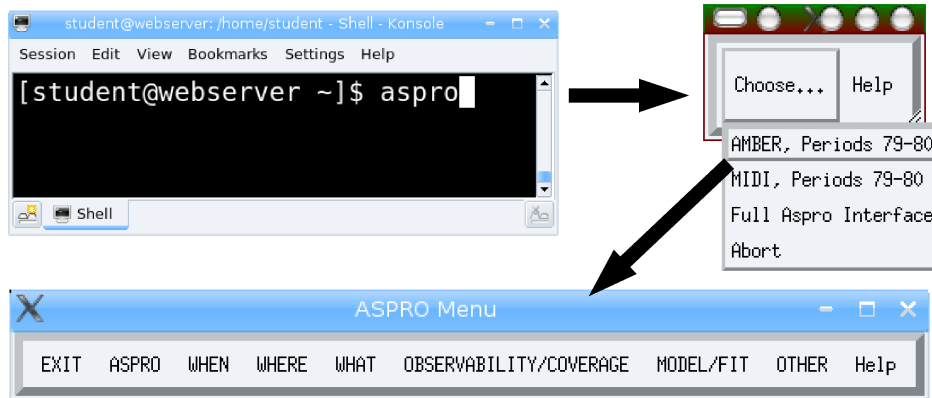 student@webserver: /home/student - Shell - Konsole
Session Edit View Bookmarks Settings Help
[student@webserver ~]$ aspro
Shell
Choose... Help
AMBER, Periods 79-80
MIDI, Periods 79-80
Full Aspro Interface
Abort
ASPRO Menu
EXIT ASPRO WHEN WHERE WHAT OBSERVABILITY/COVERAGE MODEL/FIT OTHER Help